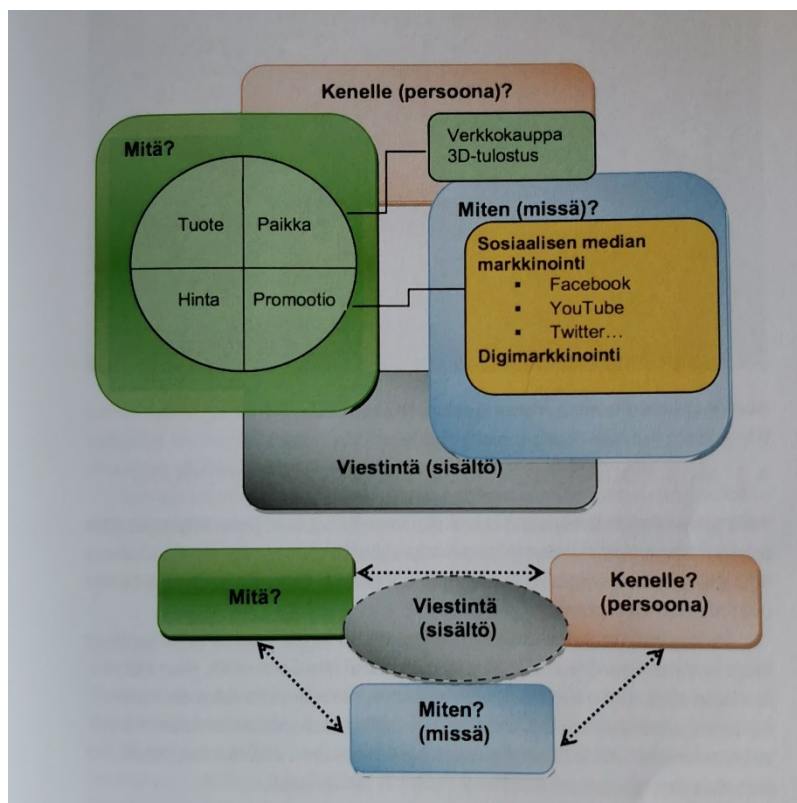 Kenelle (persoona)?
Verkkokauppa
3D-tulostus
Mitä?
Tuote
Paikka
Hinta
Promootio
Miten (missä)?
Sosiaalisen median
markkinointi
▪ Facebook
▪ YouTube
▪ Twitter…
Digimarkkinointi
Viestintä (sisältö)
Mitä?
Viestintä
(sisältö)
Kenelle?
(persoona)
Miten?
(missä)